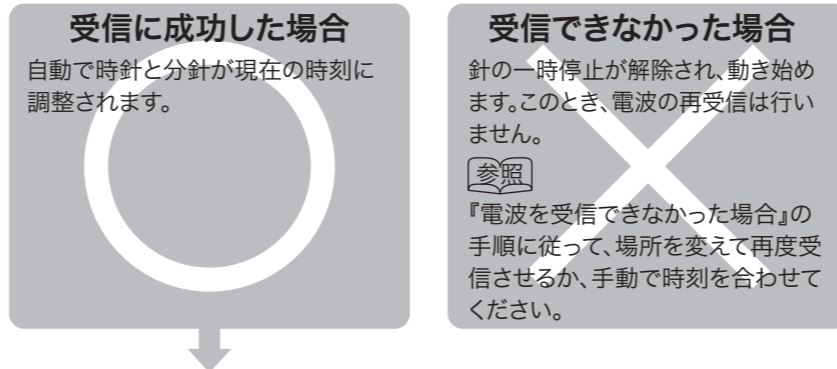 受信に成功した場合
自動で時針と分針が現在の時刻に
調整されます。
受信できなかった場合
針の一時停止が解除され、動き始め
ます。このとき、電波の再受信は行い
ません。
参照
『電波を受信できなかった場合』の
手順に従って、場所を変えて再度受
信させるか、手動で時刻を合わせて
ください。